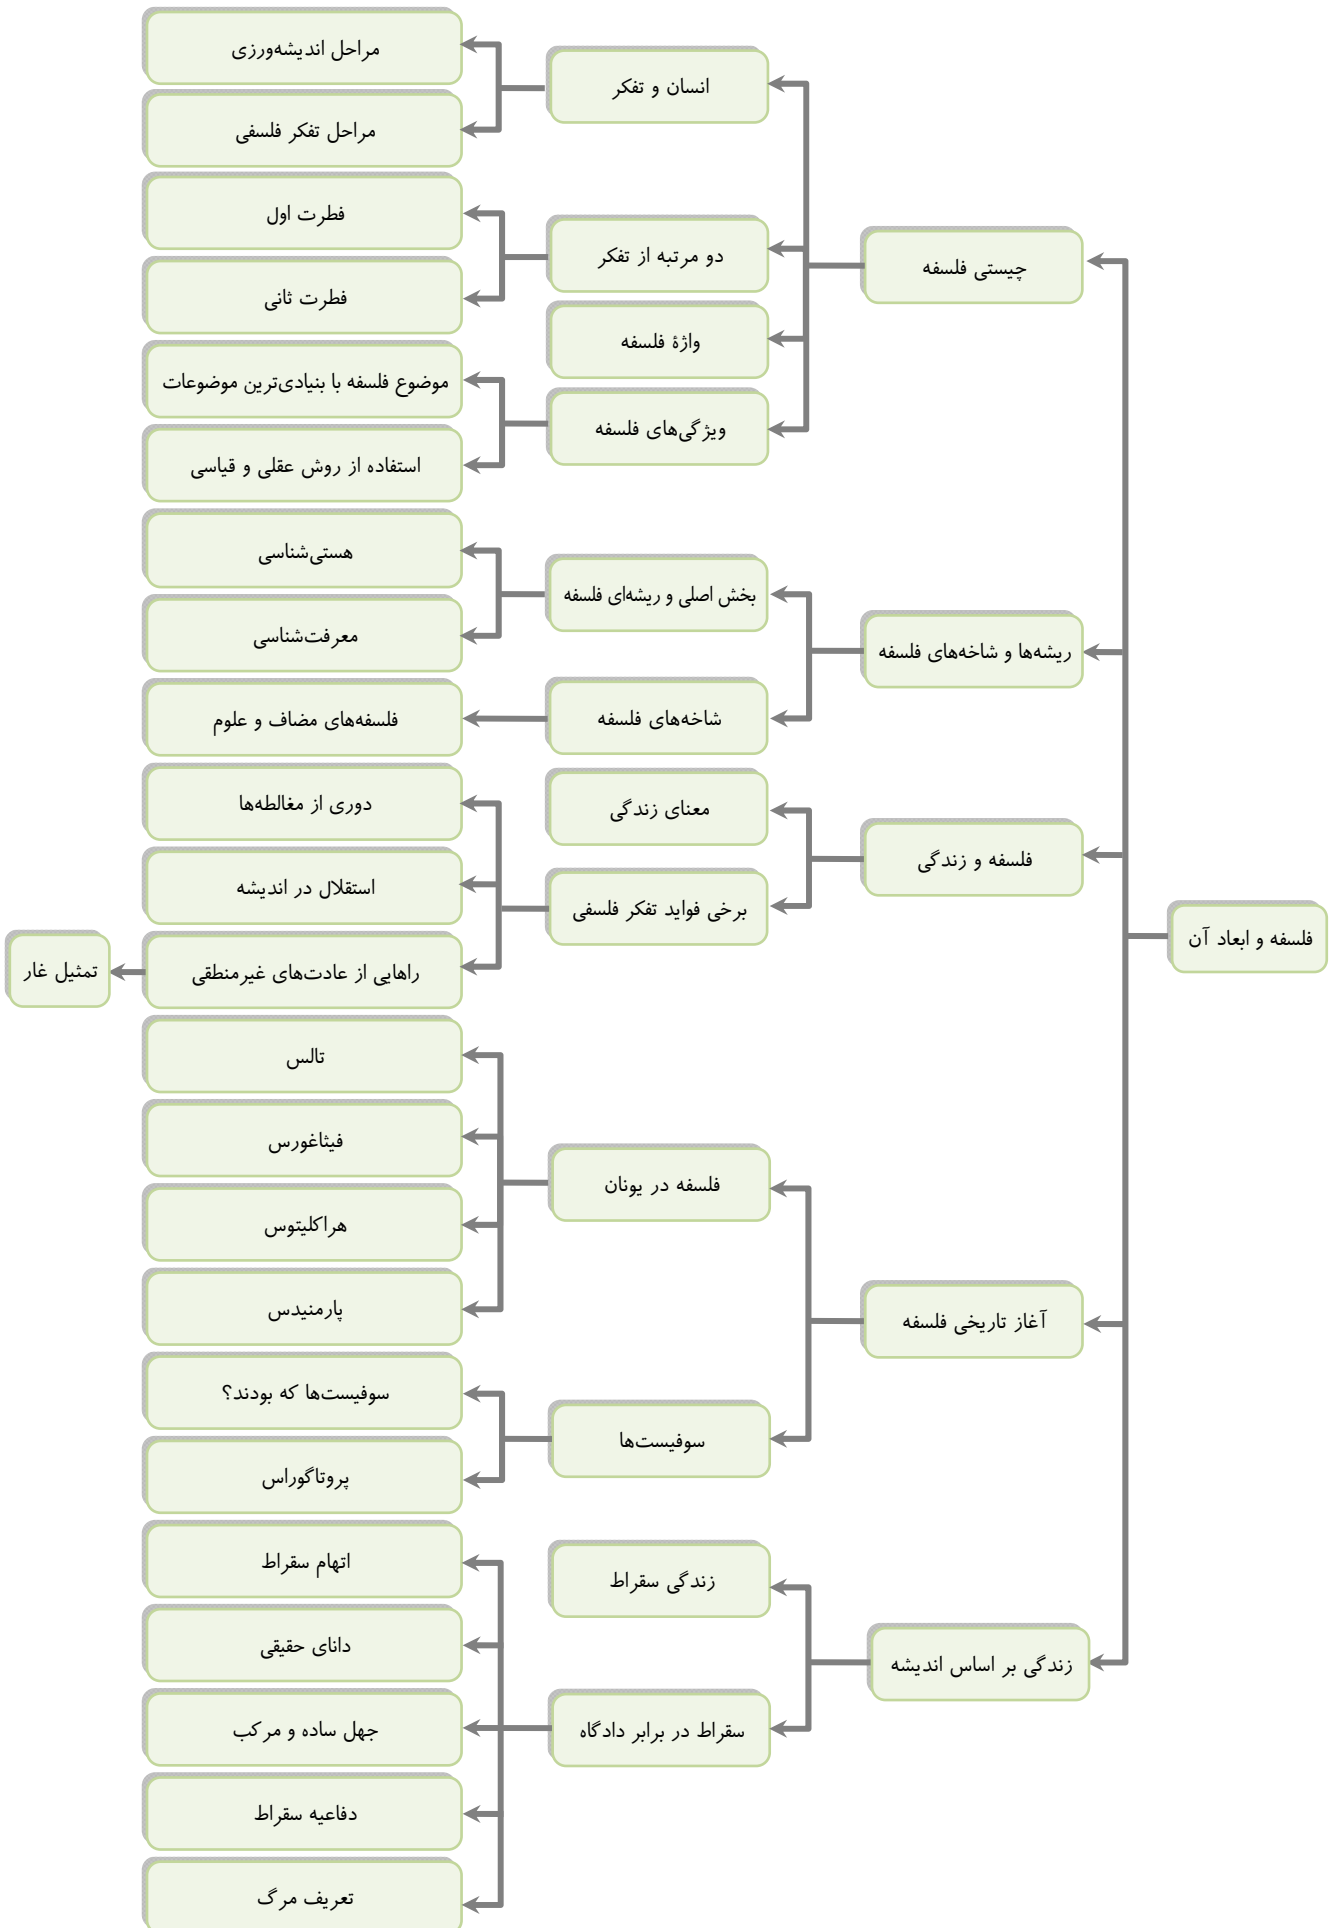 فلسفه و ابعاد آن
چیستی فلسفه
انسان و تفکر
مراحل اندیشه‌ورزی
مراحل تفکر فلسفی
دو مرتبه از تفکر
فطرت اول
فطرت ثانی
واژهٔ فلسفه
ویژگی‌های فلسفه
موضوع فلسفه با بنیادی‌ترین موضوعات
استفاده از روش عقلی و قیاسی
ریشه‌ها و شاخه‌های فلسفه
بخش اصلی و ریشه‌ای فلسفه
هستی‌شناسی
معرفت‌شناسی
شاخه‌های فلسفه
فلسفه‌های مضاف و علوم
فلسفه و زندگی
معنای زندگی
برخی فواید تفکر فلسفی
دوری از مغالطه‌ها
استقلال در اندیشه
راهایی از عادت‌های غیرمنطقی
تمثیل غار
آغاز تاریخی فلسفه
فلسفه در یونان
تالس
فیثاغورس
هراکلیتوس
پارمنیدس
سوفیست‌ها
سوفیست‌ها که بودند؟
پروتاگوراس
زندگی بر اساس اندیشه
زندگی سقراط
سقراط در برابر دادگاه
اتهام سقراط
دانای حقیقی
جهل ساده و مرکب
دفاعیه سقراط
تعریف مرگ